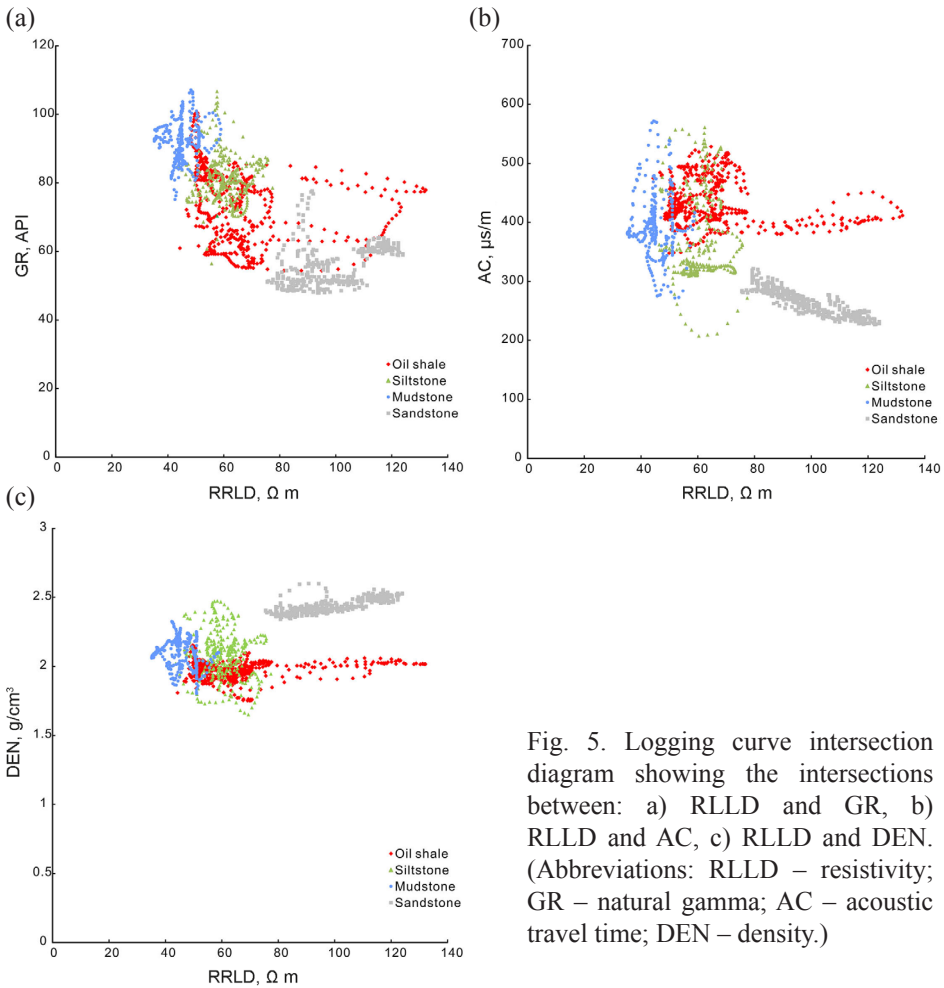 (a)
120
100
80
60
40
20
0
GR, API
0 20 40 60 80 100 120 140
RRLD, Ω m
Oil shale
Siltstone
Mudstone
Sandstone
(b)
700
600
500
400
300
200
100
0
AC, µs/m
0 20 40 60 80 100 120 140
RRLD, Ω m
Oil shale
Siltstone
Mudstone
Sandstone
(c)
3
2.5
2
1.5
1
0.5
0
DEN, g/cm³
0 20 40 60 80 100 120 140
RRLD, Ω m
Oil shale
Siltstone
Mudstone
Sandstone
Fig. 5. Logging curve intersection
diagram showing the intersections
between: a) RLLD and GR, b)
RLLD and AC, c) RLLD and DEN.
(Abbreviations: RLLD – resistivity;
GR – natural gamma; AC – acoustic
travel time; DEN – density.)